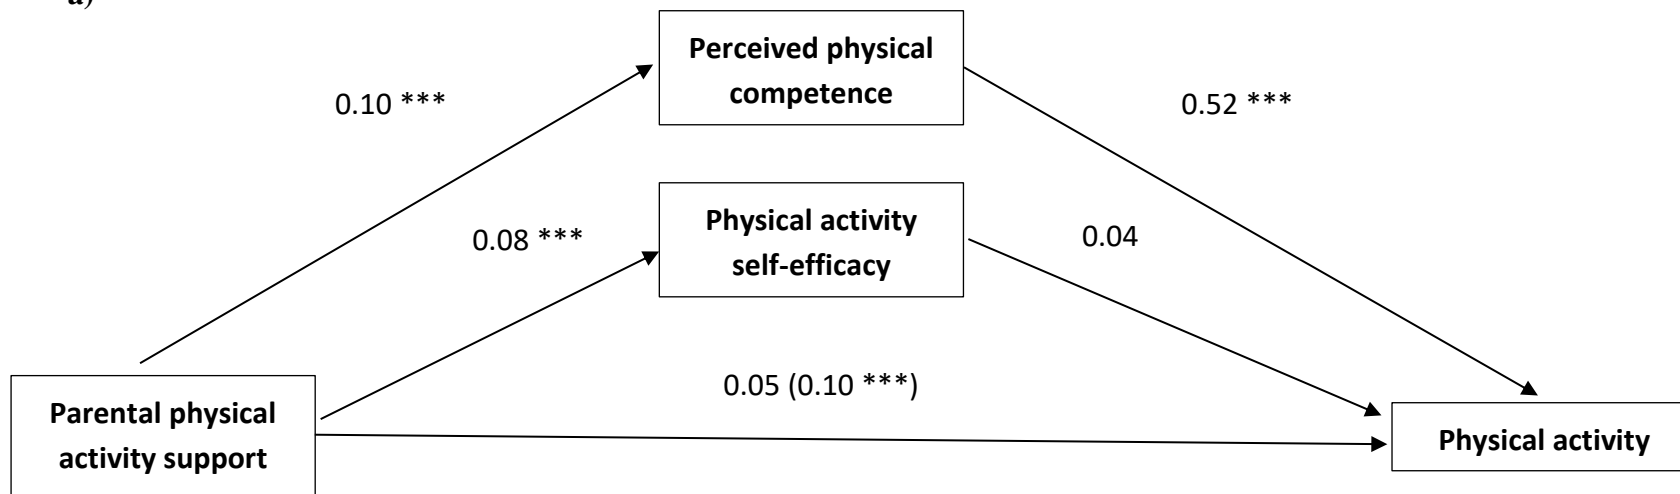 a)
Perceived physical
competence
0.10 ***
0.52 ***
Physical activity
self-efficacy
0.08 ***
0.04
0.05 (0.10 ***)
Parental physical
activity support
Physical activity